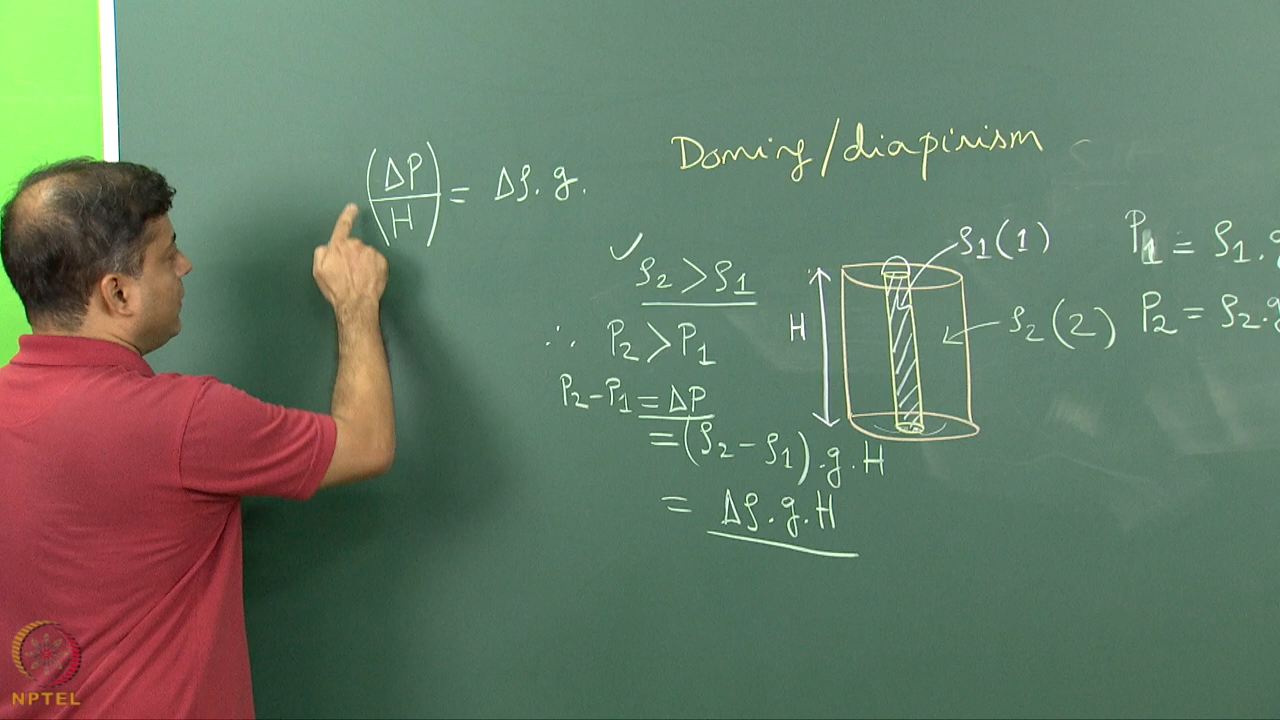 Doming/diapirism
(ΔP/H) = Δρ.g.
ρ2 > ρ1
∴ P2 > P1
P2-P1 = ΔP
= (ρ2 - ρ1).g.H
= Δρ.g.H
H
ρ1(1)
ρ2(2)
P1 = ρ1.g
P2 = ρ2.g
NPTEL